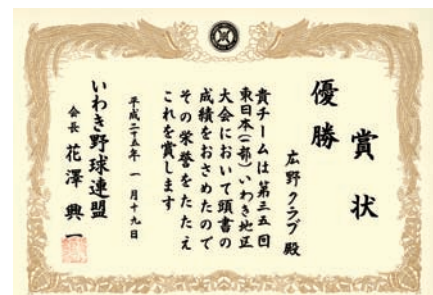 賞状
優勝
広野クラブ殿
貴チームは第三五回
東日本(一部)いわき地区
大会において頭書の
成績をおさめたので
その栄誉をたたえ
これを賞します
平成二十五年一月十九日
いわき野球連盟
会長 花澤興一